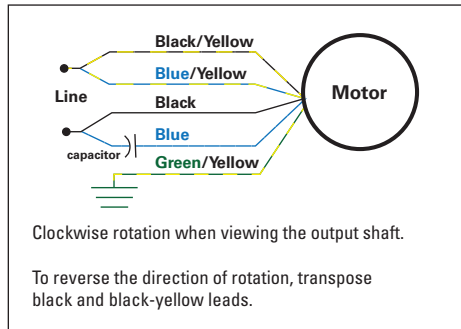 Black/Yellow
Blue/Yellow
Line
Black
Motor
Blue
capacitor
Green/Yellow
Clockwise rotation when viewing the output shaft.
To reverse the direction of rotation, transpose
black and black-yellow leads.